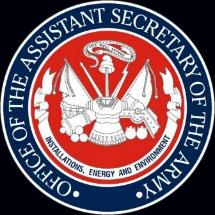 OFFICE OF THE ASSISTANT SECRETARY OF THE ARMY
INSTALLATIONS, ENERGY AND ENVIRONMENT